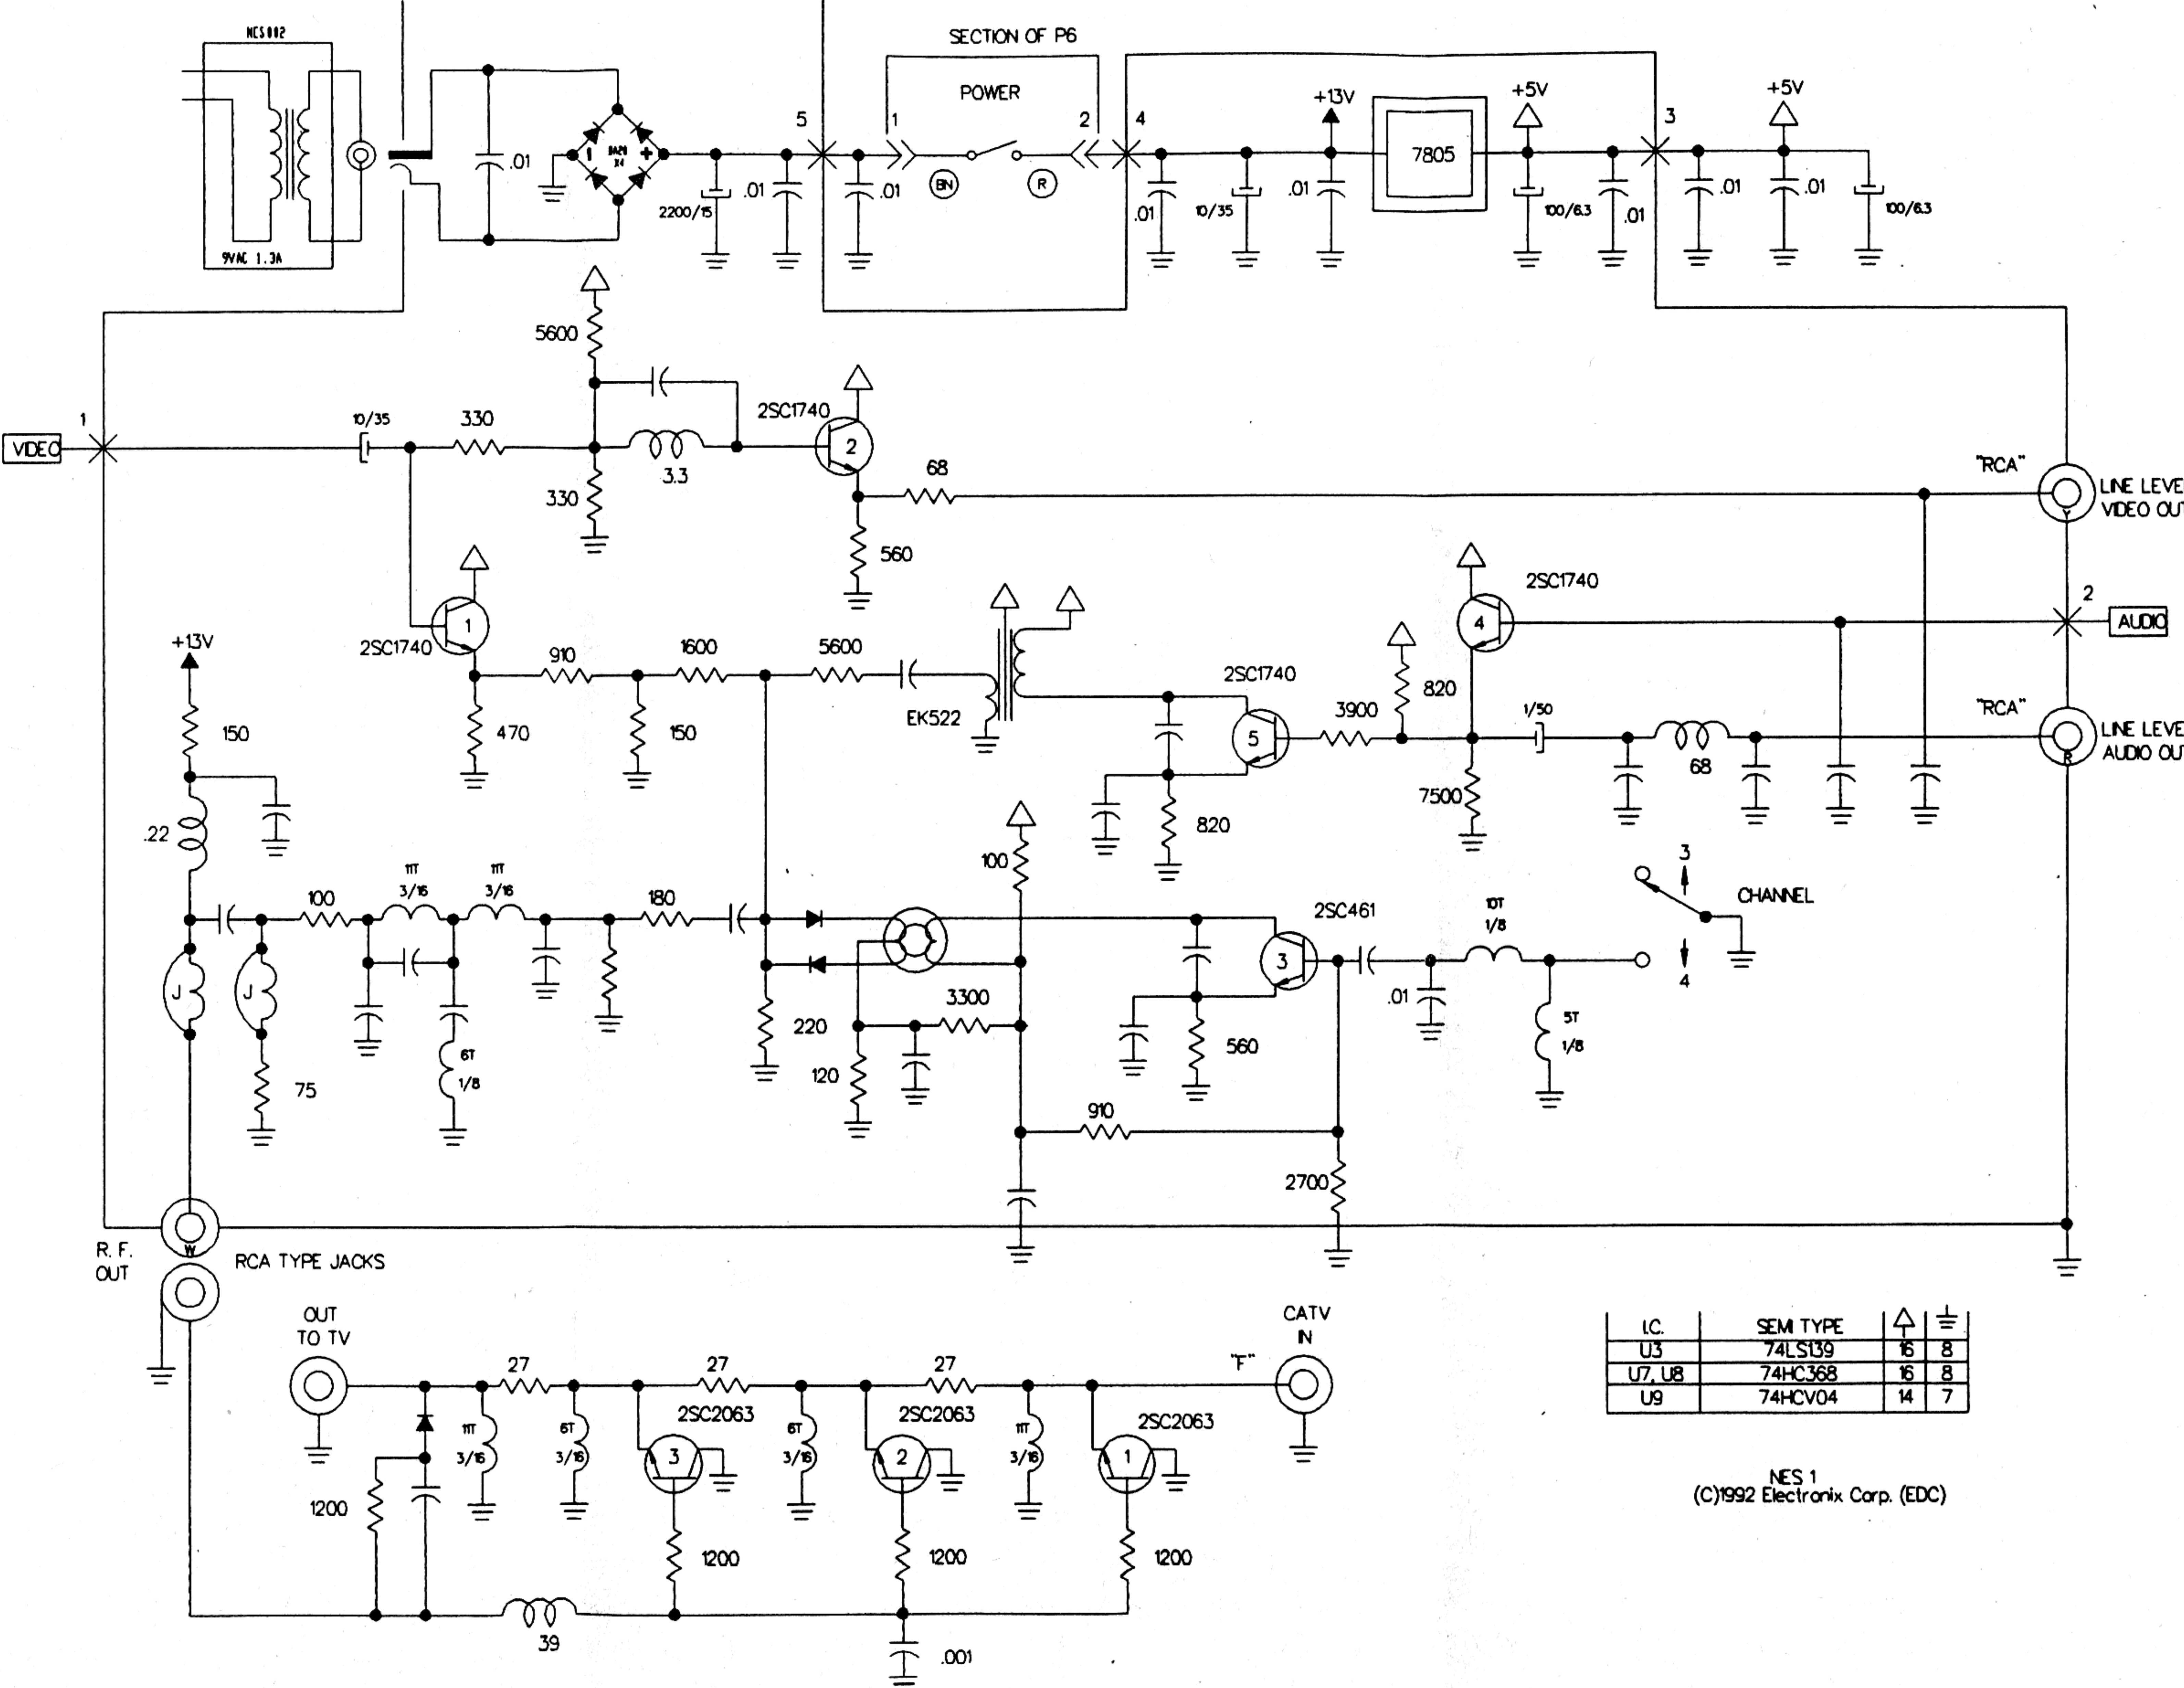 NES002
9VAC 1.3A
.01
BA20
X4
-
+
2200/15
.01
5
.01
SECTION OF P6
POWER
1
2
BN
R
4
.01
10/35
+13V
.01
7805
+5V
100/6.3
.01
3
.01
+5V
.01
100/6.3
VIDEO
1
10/35
330
5600
330
3.3
2SC1740
2
68
560
"RCA"
Y
LINE LEVE
VIDEO OUT
1
2SC1740
470
910
150
1600
5600
EK522
2SC1740
5
820
3900
820
2SC1740
4
7500
1/50
68
2
AUDIO
"RCA"
R
LINE LEVE
AUDIO OU
+13V
150
.22
J
J
75
100
11T
3/16
11T
3/16
6T
1/8
180
220
120
3300
100
2SC461
3
560
910
2700
.01
10T
1/8
5T
1/8
3
4
CHANNEL
R. F.
OUT
W
RCA TYPE JACKS
OUT
TO TV
1200
11T
3/16
27
6T
3/16
27
2SC2063
3
1200
6T
3/16
27
2SC2063
2
1200
11T
3/16
2SC2063
1
1200
"F"
CATV
IN
39
.001
I.C. SEMI TYPE
U3 74LS139 16 8
U7, U8 74HC368 16 8
U9 74HCV04 14 7
NES 1
(C)1992 Electronix Corp. (EDC)